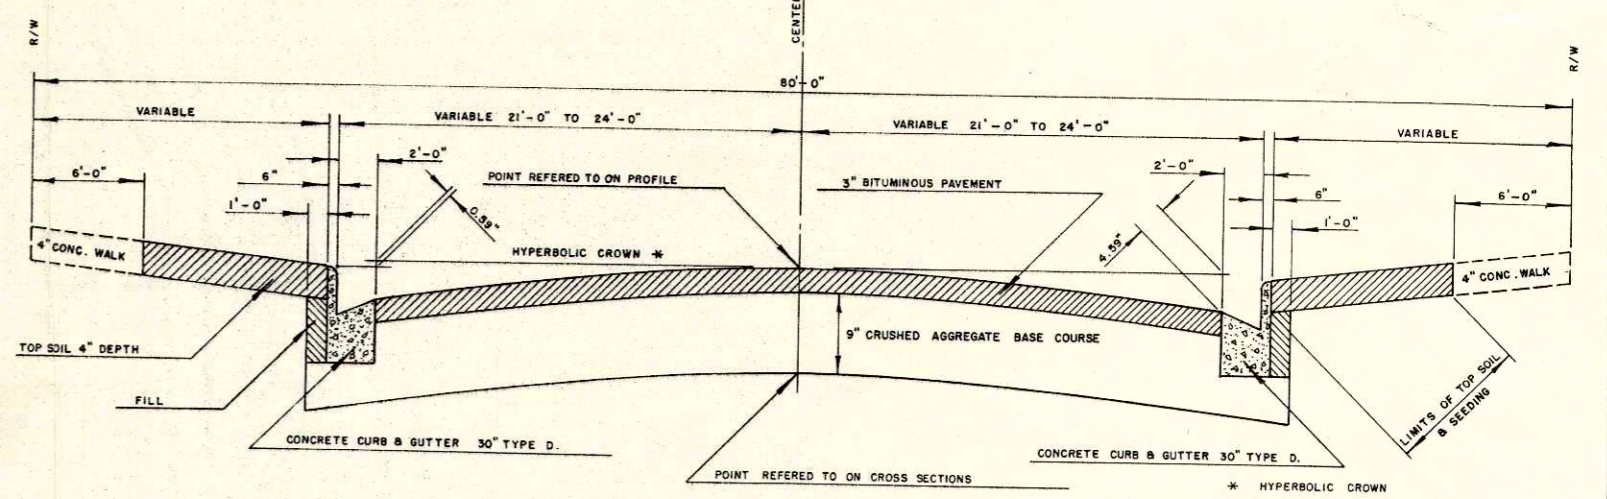 R/W
CENTER
R/W
80'-0"
VARIABLE
VARIABLE 21'-0" TO 24'-0"
VARIABLE 21'-0" TO 24'-0"
VARIABLE
6'-0"
6"
2'-0"
1'-0"
0.59"
POINT REFERED TO ON PROFILE
3" BITUMINOUS PAVEMENT
2'-0"
6"
1'-0"
6'-0"
4.59"
HYPERBOLIC CROWN *
4" CONC. WALK
4" CONC. WALK
TOP SOIL 4" DEPTH
FILL
9" CRUSHED AGGREGATE BASE COURSE
LIMITS OF TOP SOIL
& SEEDING
CONCRETE CURB & GUTTER 30" TYPE D.
CONCRETE CURB & GUTTER 30" TYPE D.
POINT REFERED TO ON CROSS SECTIONS
* HYPERBOLIC CROWN